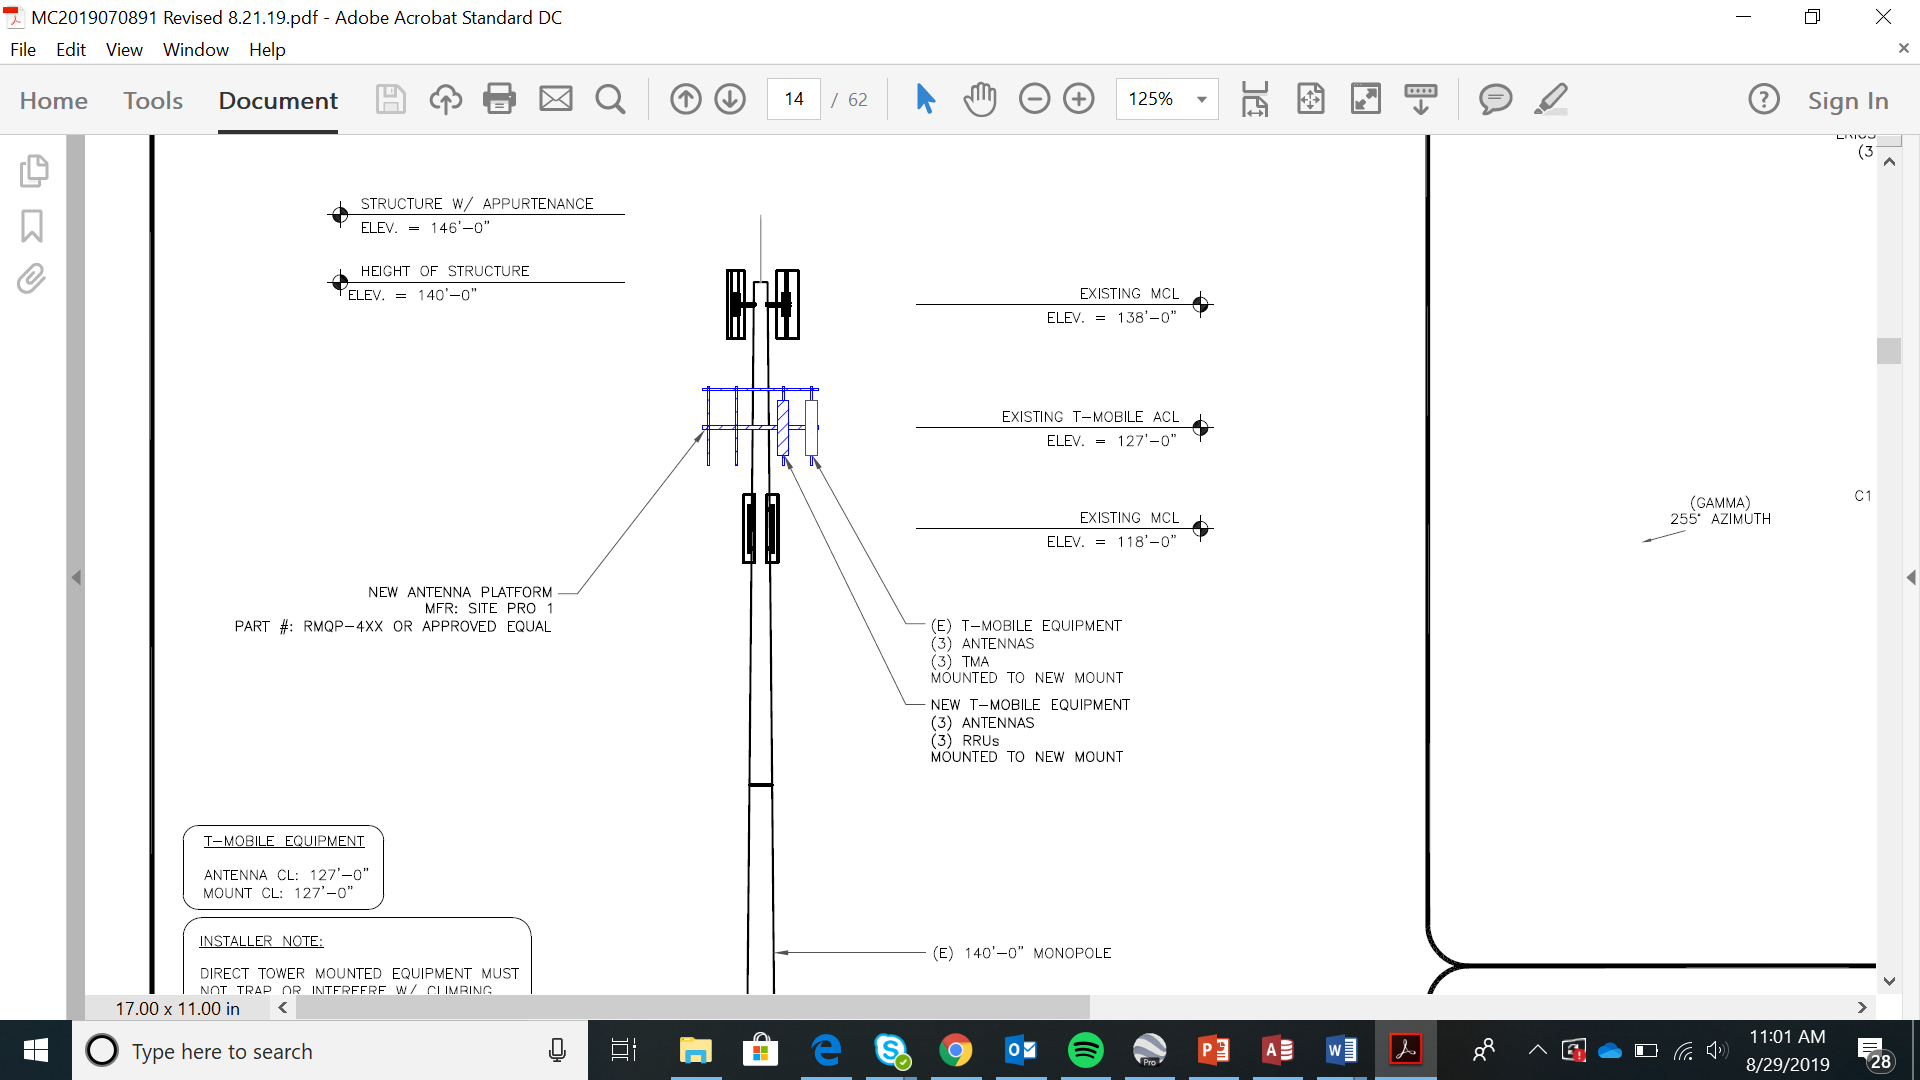 MC2019070891 Revised 8.21.19.pdf - Adobe Acrobat Standard DC
File Edit View Window Help
Home Tools Document 14 / 62 125% Sign In
(3
STRUCTURE W/ APPURTENANCE
ELEV. = 146'-0"
HEIGHT OF STRUCTURE
ELEV. = 140'-0"
EXISTING MCL
ELEV. = 138'-0"
EXISTING T-MOBILE ACL
ELEV. = 127'-0"
EXISTING MCL
ELEV. = 118'-0"
C1
(GAMMA)
255° AZIMUTH
NEW ANTENNA PLATFORM
MFR: SITE PRO 1
PART #: RMQP-4XX OR APPROVED EQUAL
(E) T-MOBILE EQUIPMENT
(3) ANTENNAS
(3) TMA
MOUNTED TO NEW MOUNT
NEW T-MOBILE EQUIPMENT
(3) ANTENNAS
(3) RRUs
MOUNTED TO NEW MOUNT
T-MOBILE EQUIPMENT
ANTENNA CL: 127'-0"
MOUNT CL: 127'-0"
INSTALLER NOTE:
DIRECT TOWER MOUNTED EQUIPMENT MUST
NOT TRAP OR INTERFERE W/ CLIMBING
(E) 140'-0" MONOPOLE
17.00 x 11.00 in
Type here to search
11:01 AM
8/29/2019
28